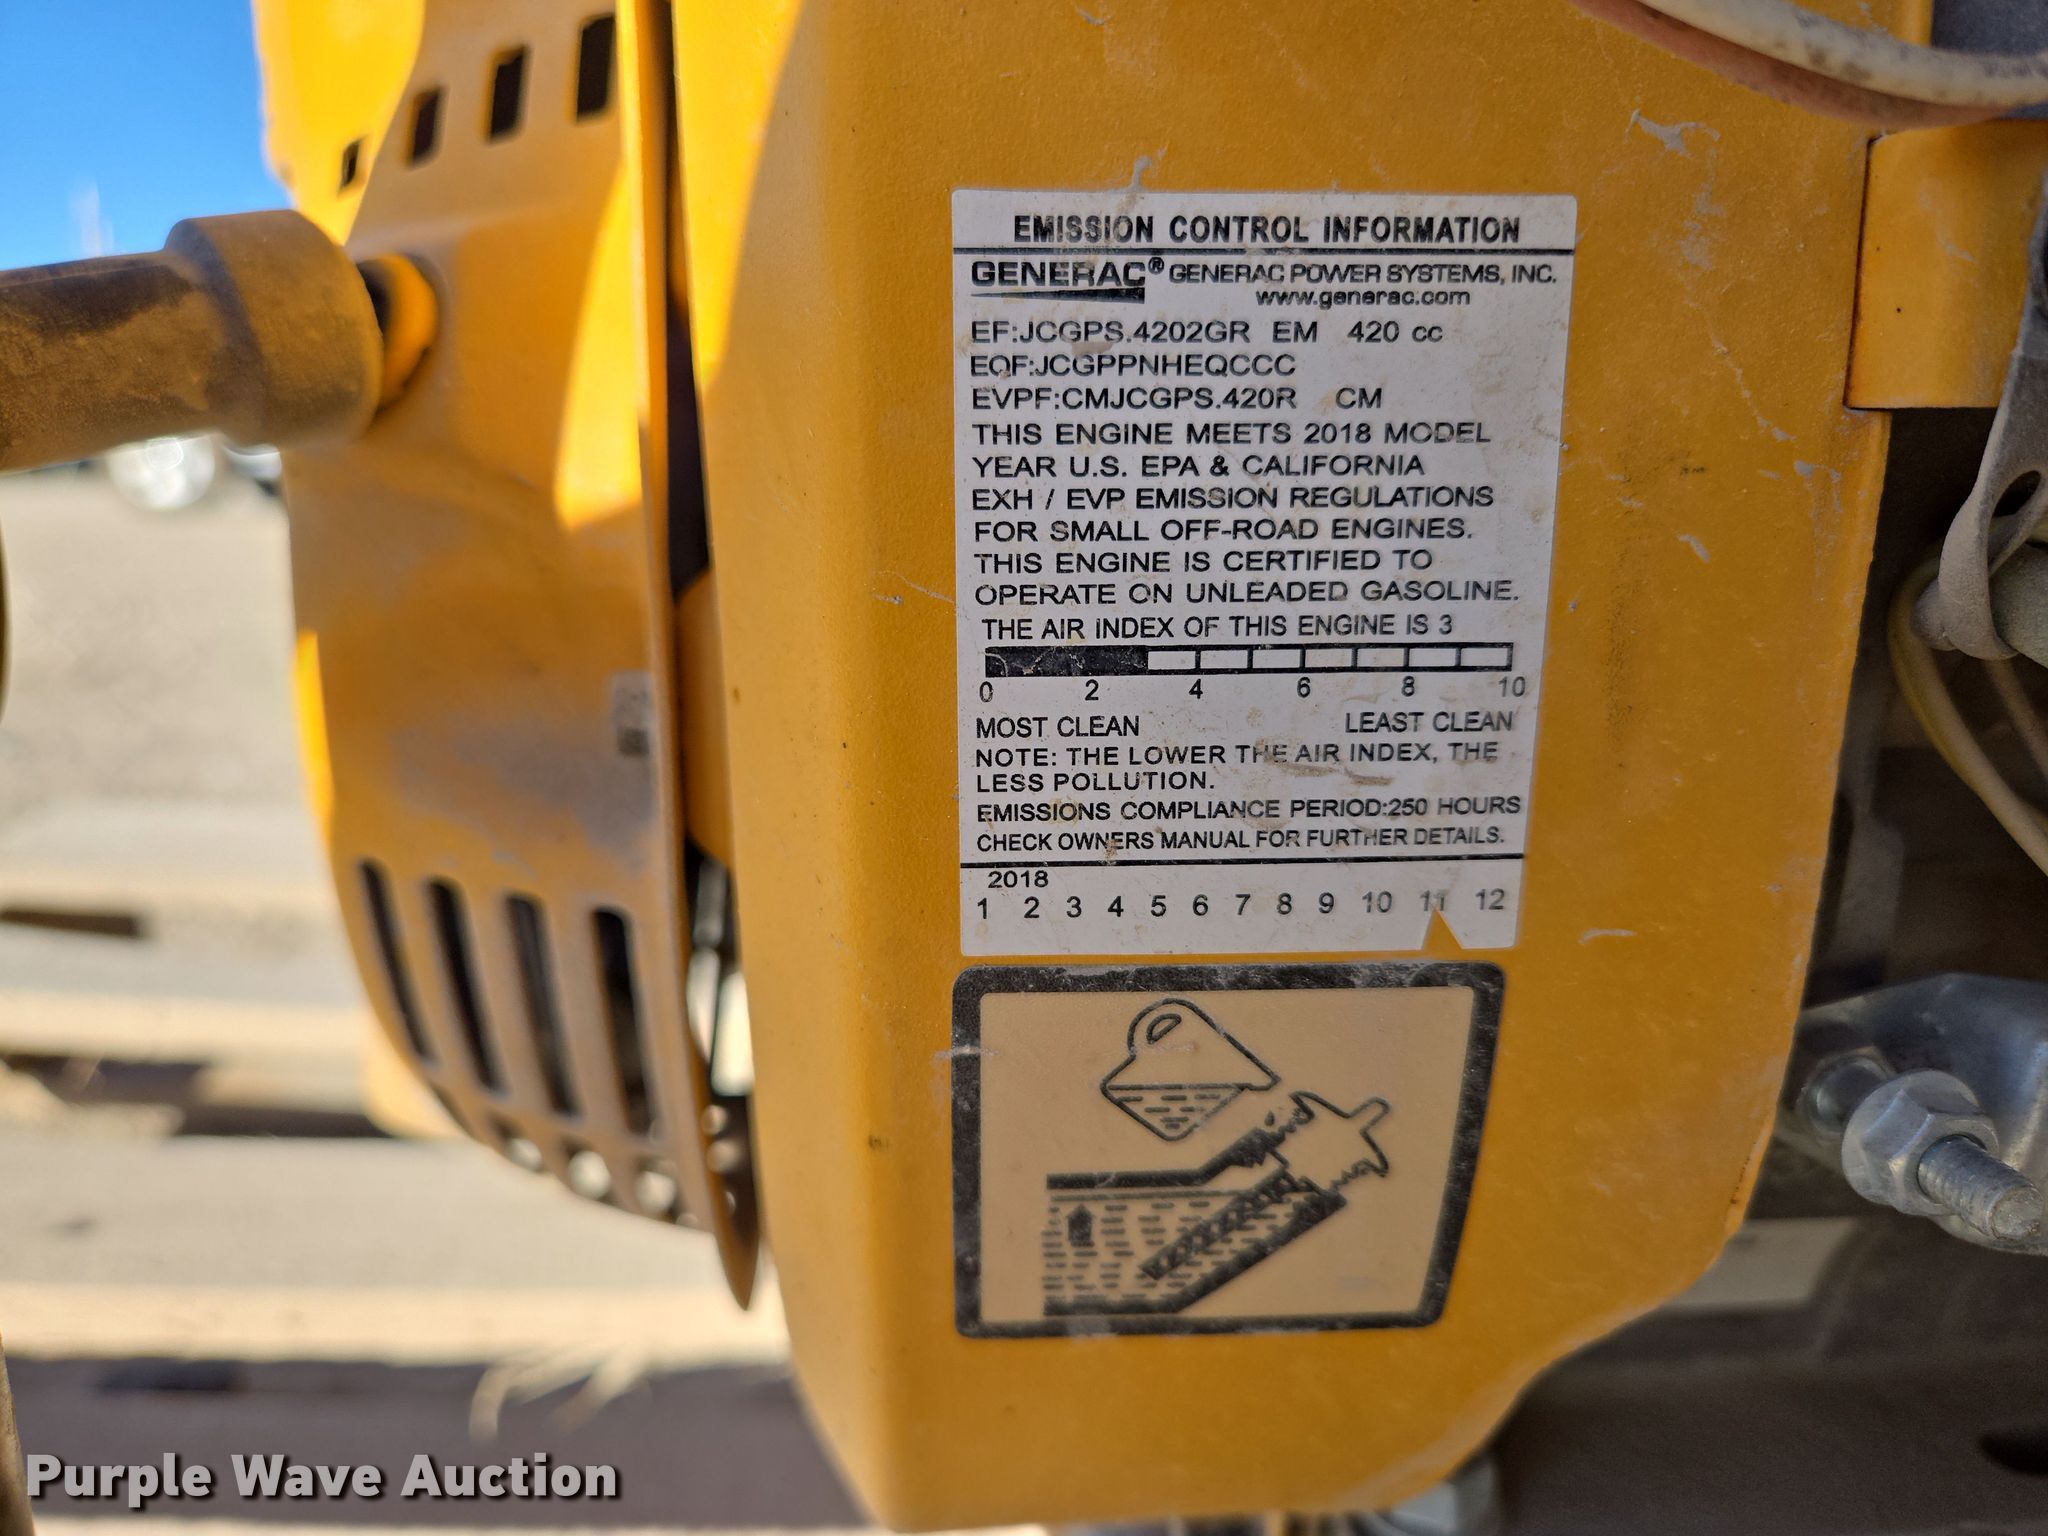 EMISSION CONTROL INFORMATION
GENERAC® GENERAC POWER SYSTEMS, INC.
www.generac.com
EF:JCGPS.4202GR EM 420 cc
EQF:JCGPPNHEQCCC
EVPF:CMJCGPS.420R CM
THIS ENGINE MEETS 2018 MODEL
YEAR U.S. EPA & CALIFORNIA
EXH / EVP EMISSION REGULATIONS
FOR SMALL OFF-ROAD ENGINES.
THIS ENGINE IS CERTIFIED TO
OPERATE ON UNLEADED GASOLINE.
THE AIR INDEX OF THIS ENGINE IS 3
0 2 4 6 8 10
MOST CLEAN LEAST CLEAN
NOTE: THE LOWER THE AIR INDEX, THE
LESS POLLUTION.
EMISSIONS COMPLIANCE PERIOD:250 HOURS
CHECK OWNERS MANUAL FOR FURTHER DETAILS.
2018
1 2 3 4 5 6 7 8 9 10 11 12
Purple Wave Auction